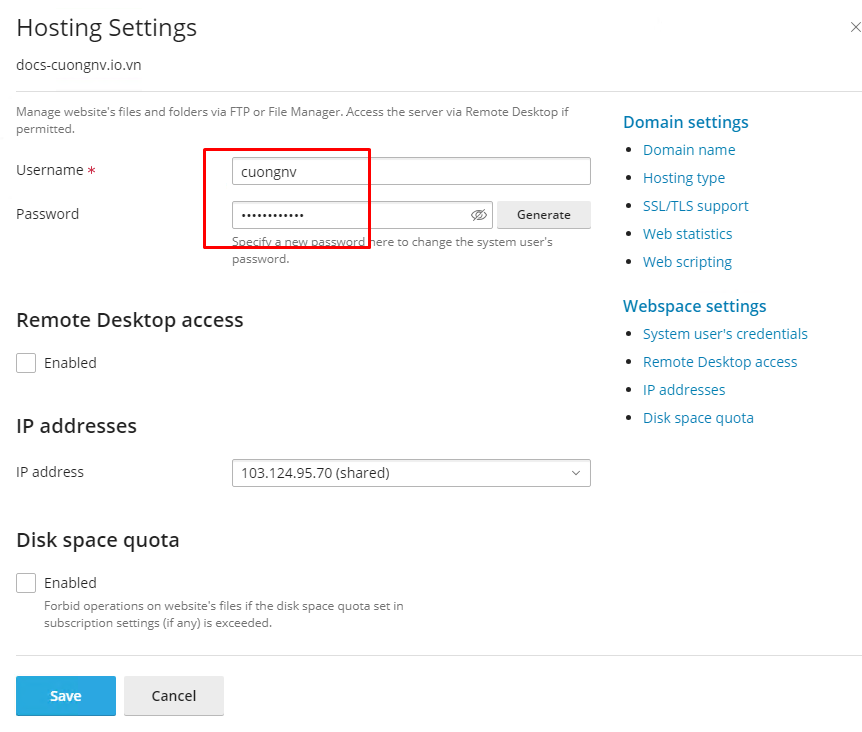 Hosting Settings
docs-cuongnv.io.vn
Manage website's files and folders via FTP or File Manager. Access the server via Remote Desktop if
permitted.
Username *
cuongnv
Password
••••••••••••
Generate
Specify a new password here to change the system user's
password.
Remote Desktop access
Enabled
IP addresses
IP address
103.124.95.70 (shared)
Disk space quota
Enabled
Forbid operations on website's files if the disk space quota set in
subscription settings (if any) is exceeded.
Save
Cancel
Domain settings
Domain name
Hosting type
SSL/TLS support
Web statistics
Web scripting
Webspace settings
System user's credentials
Remote Desktop access
IP addresses
Disk space quota